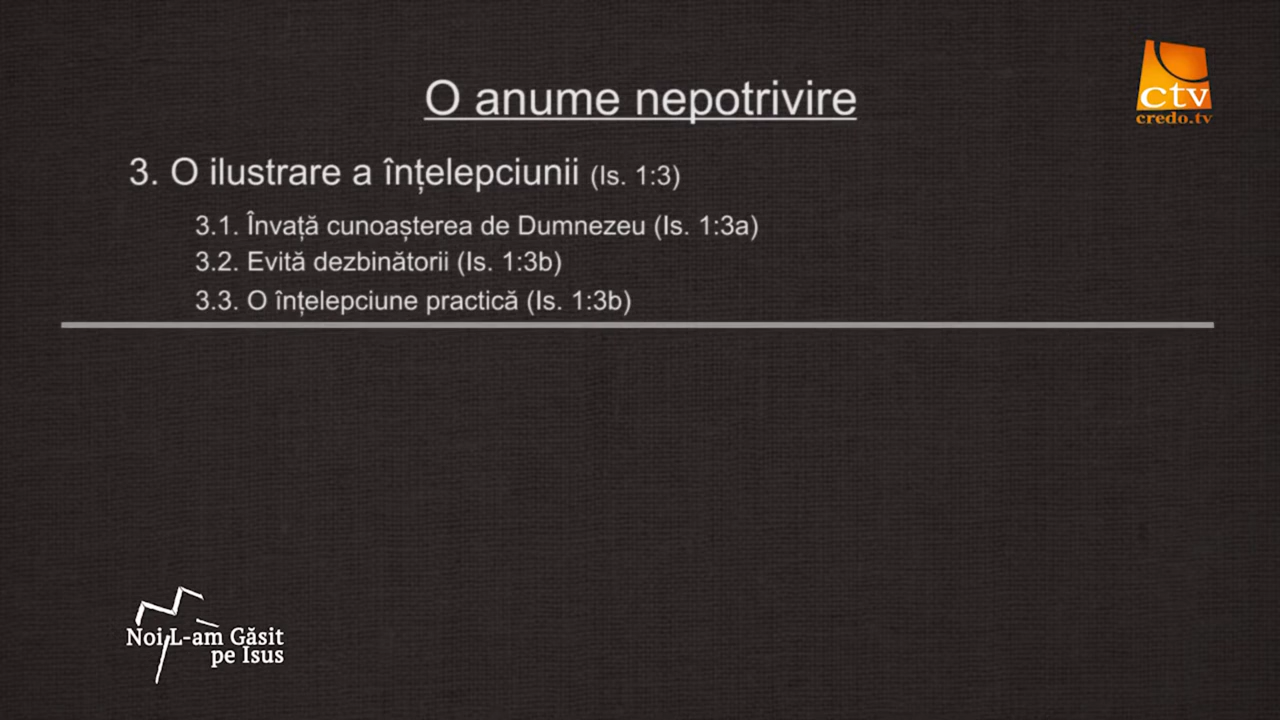 O anume nepotrivire
ctv
credo.tv
3. O ilustrare a înțelepciunii (Is. 1:3)
3.1. Învață cunoașterea de Dumnezeu (Is. 1:3a)
3.2. Evită dezbinătorii (Is. 1:3b)
3.3. O înțelepciune practică (Is. 1:3b)
Noi L-am Găsit
pe Isus